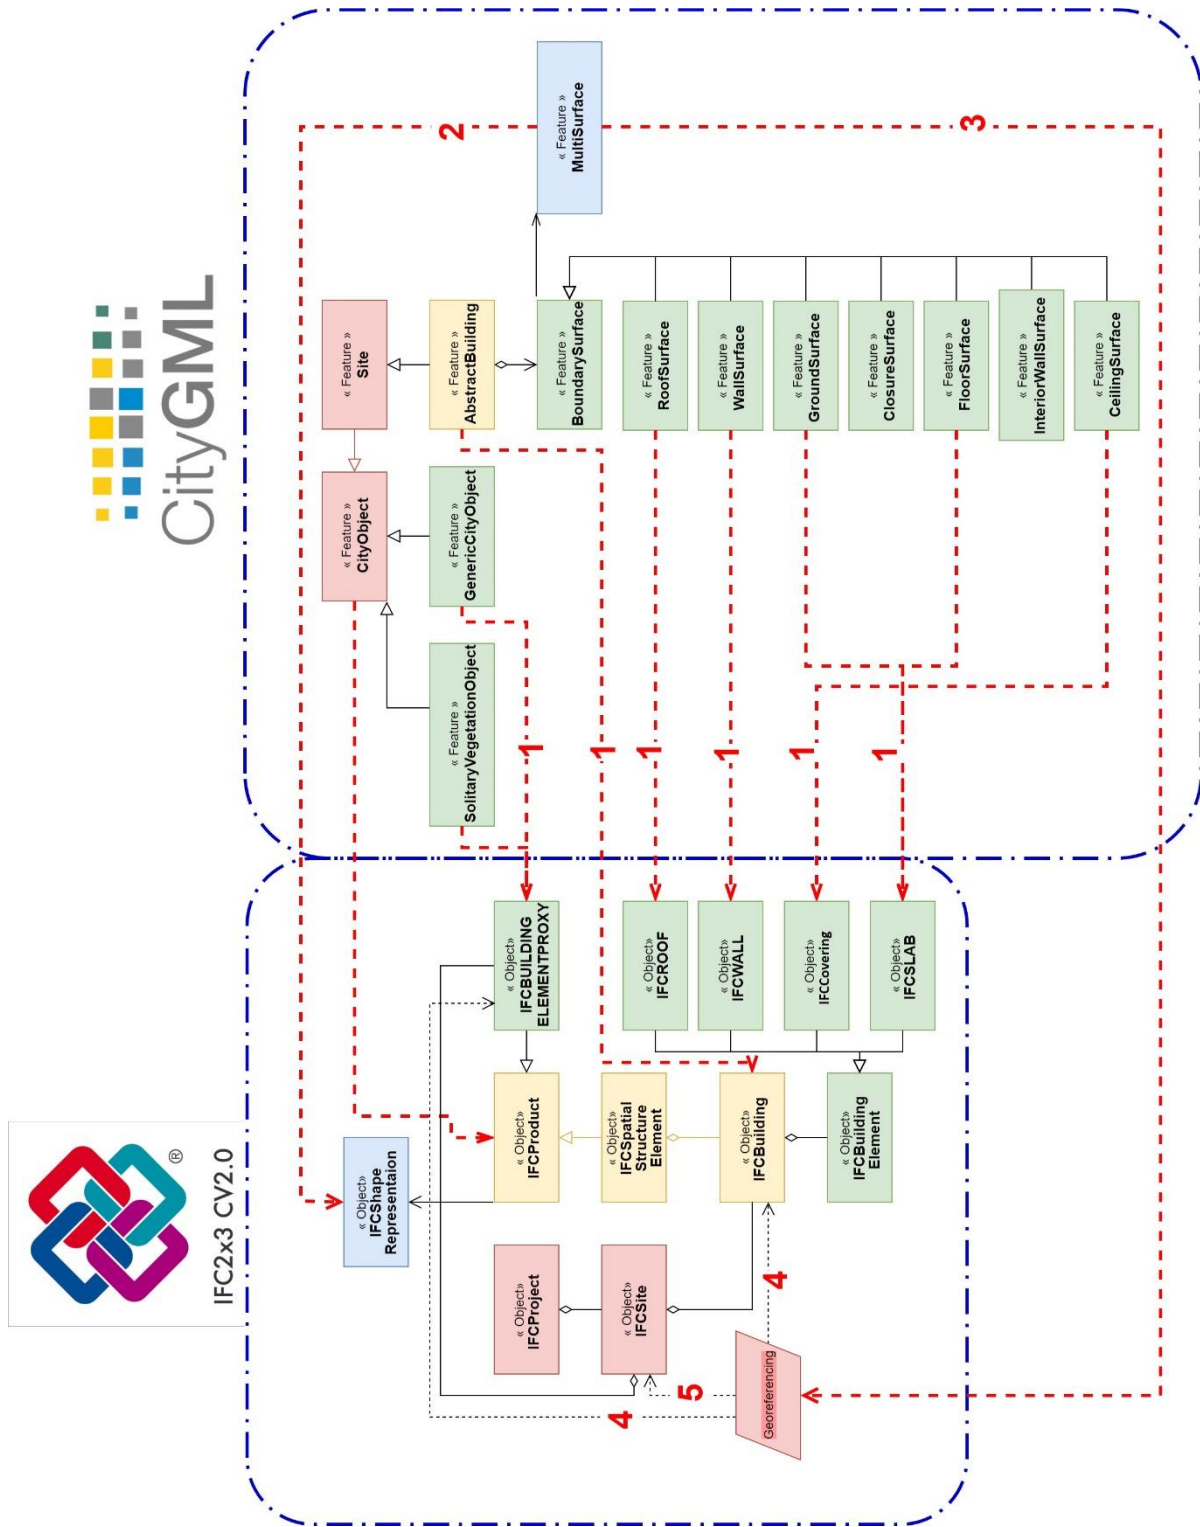 CityGML
IFC2x3 CV2.0
®
« Feature »
MultiSurface
« Feature »
Site
« Feature »
AbstractBuilding
« Feature »
BoundarySurface
« Feature »
RoofSurface
« Feature »
WallSurface
« Feature »
GroundSurface
« Feature »
ClosureSurface
« Feature »
FloorSurface
« Feature »
InteriorWallSurface
« Feature »
CeilingSurface
« Feature »
CityObject
« Feature »
GenericCityObject
« Feature »
SolitaryVegetationObject
2
3
1
1
1
1
1
1
« Object»
IFCBUILDING
ELEMENTPROXY
« Object»
IFCROOF
« Object»
IFCWALL
« Object»
IFCCovering
« Object»
IFCSLAB
« Object»
IFCShape
Representaion
« Object»
IFCProduct
« Object»
IFCSpatial
Structure
Element
« Object»
IFCBuilding
« Object»
IFCBuilding
Element
« Object»
IFCProject
« Object»
IFCSite
4
5
4
Georeferencing